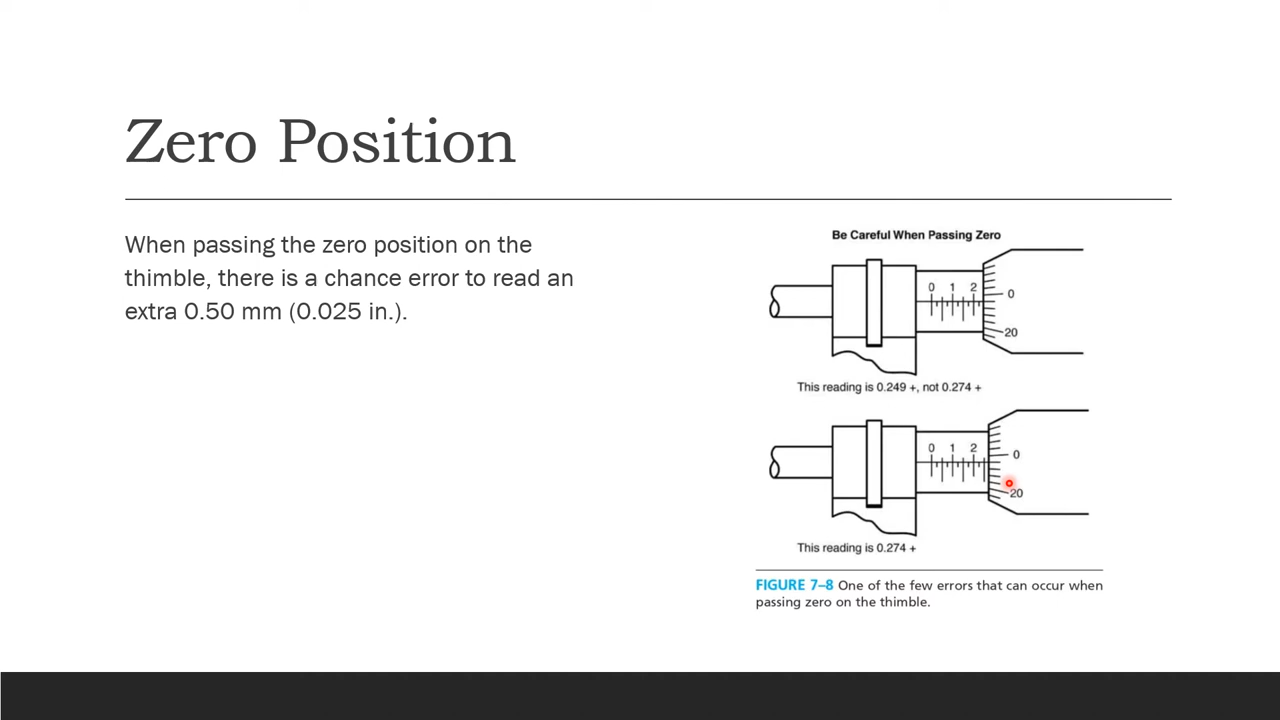 Zero Position
When passing the zero position on the
thimble, there is a chance error to read an
extra 0.50 mm (0.025 in.).
Be Careful When Passing Zero
0 1 2
0
20
This reading is 0.249 +, not 0.274 +
0 1 2
0
20
This reading is 0.274 +
FIGURE 7–8 One of the few errors that can occur when
passing zero on the thimble.